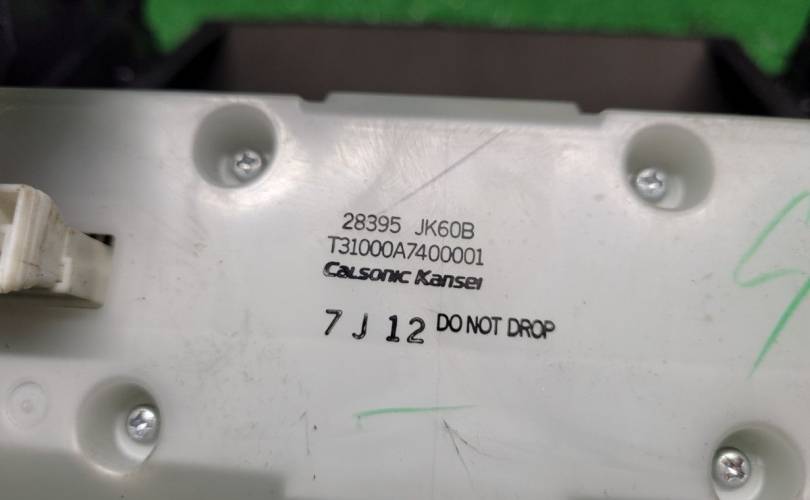 28395 JK60B
T31000A7400001
Calsonic Kansei
7 J 12 DO NOT DROP